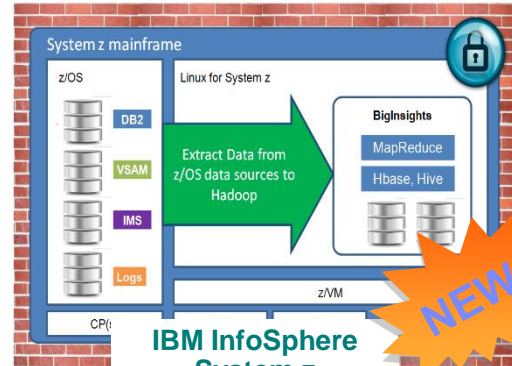 System z mainframe
z/OS
DB2
VSAM
IMS
Logs
Linux for System z
Extract Data from
z/OS data sources to
Hadoop
BigInsights
MapReduce
Hbase, Hive
z/VM
NEW
IBM InfoSphere
System z